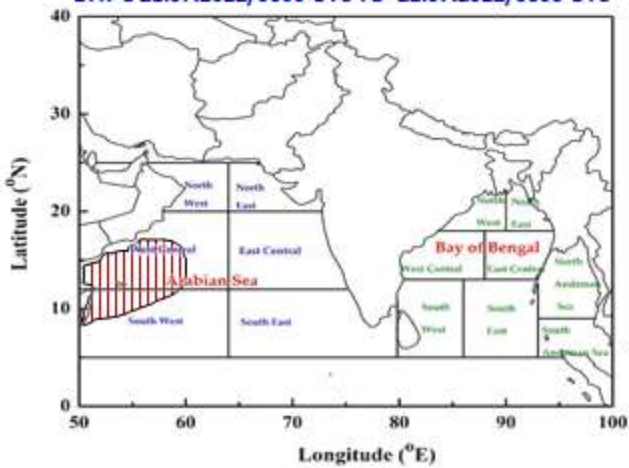 40
30
20
10
0
Latitude (°N)
North
West
North
East
East Central
Arabian Sea
South West
South East
North
West
North
East
Bay of Bengal
West Central
East Central
South
West
South
East
North
Andaman
Sea
South
Andaman Sea
50
60
70
80
90
100
Longitude (°E)